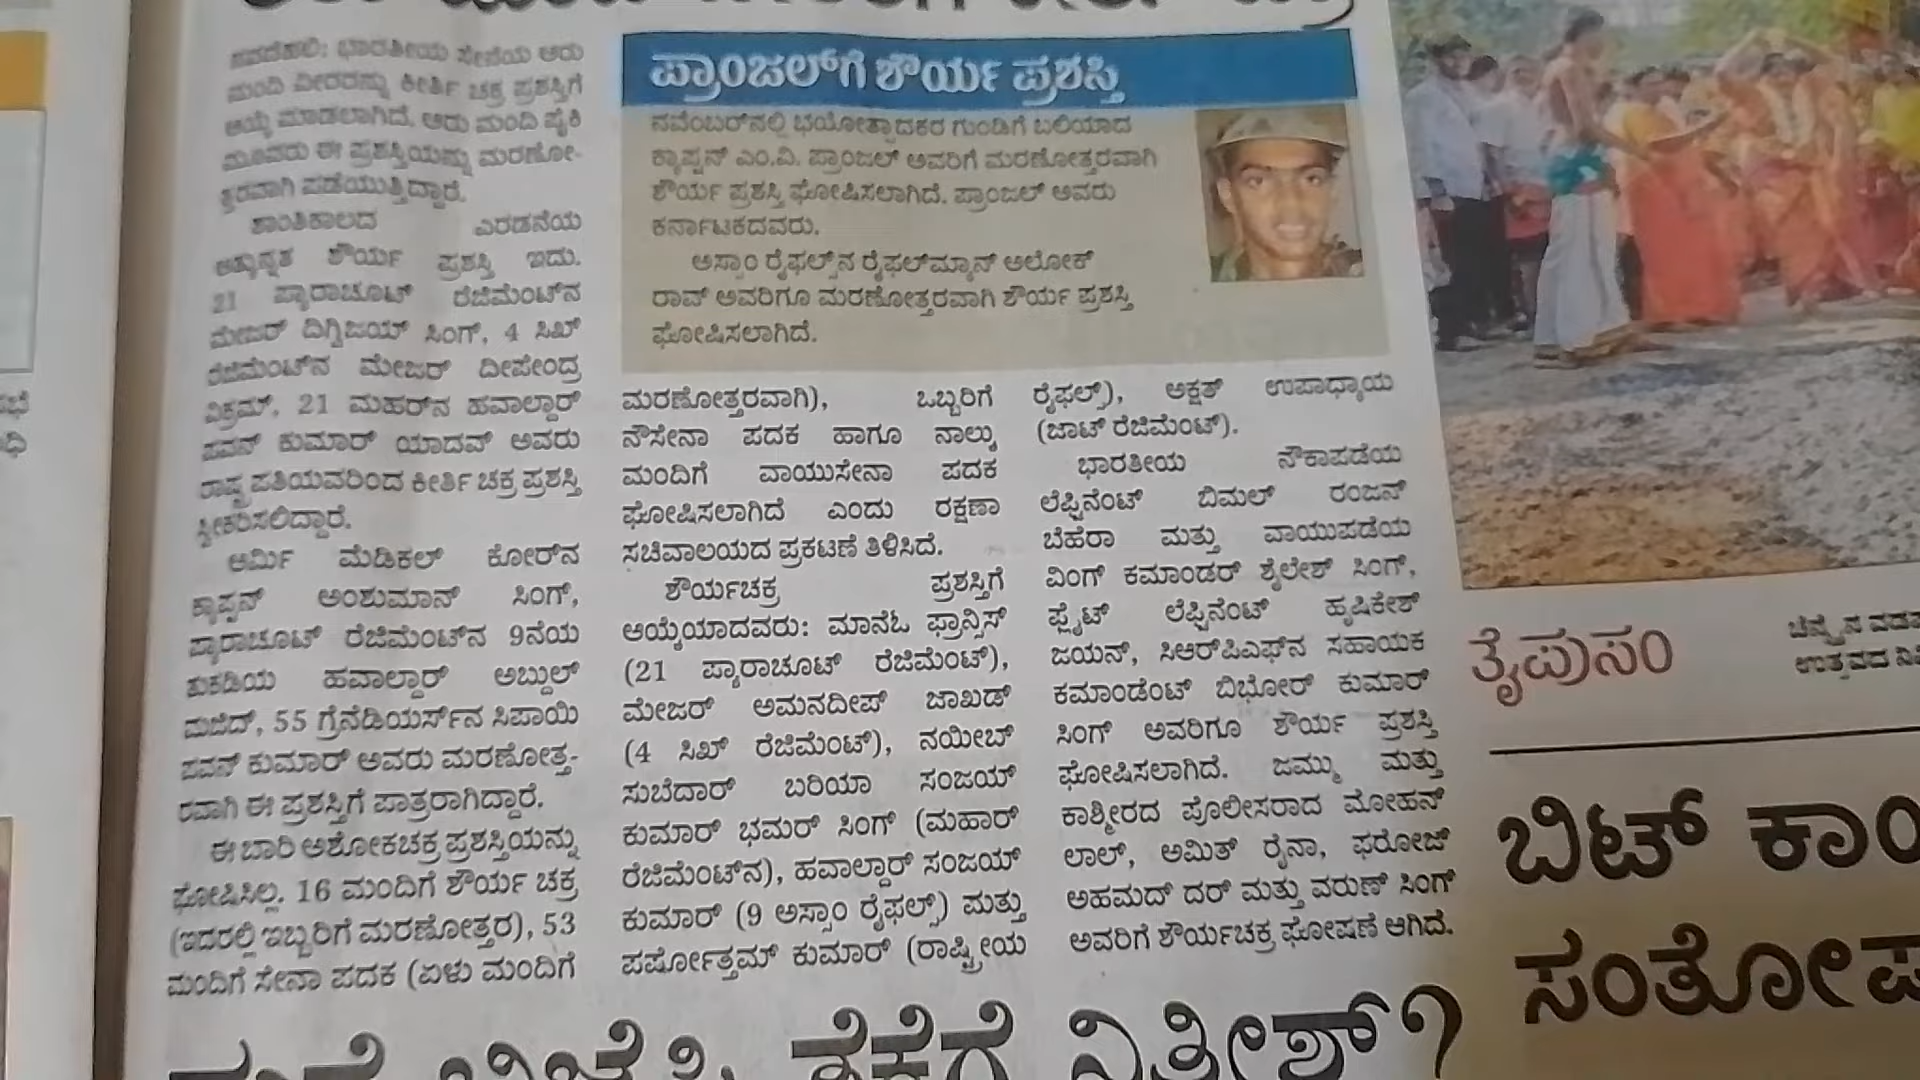 ನವದೆಹಲಿ: ಭಾರತೀಯ ಸೇನೆಯ ಆರು
ಮಂದಿ ವೀರರನ್ನು ಕೀರ್ತಿ ಚಕ್ರ ಪ್ರಶಸ್ತಿಗೆ
ಆಯ್ಕೆ ಮಾಡಲಾಗಿದೆ. ಆರು ಮಂದಿ ಪೈಕಿ
ಮೂವರು ಈ ಪ್ರಶಸ್ತಿಯನ್ನು ಮರಣೋ-
ತ್ತರವಾಗಿ ಪಡೆಯುತ್ತಿದ್ದಾರೆ.
ಶಾಂತಿಕಾಲದ ಎರಡನೆಯ
ಅತ್ಯುನ್ನತ ಶೌರ್ಯ ಪ್ರಶಸ್ತಿ ಇದು.
21 ಪ್ಯಾರಾಚೂಟ್ ರೆಜಿಮೆಂಟ್‌ನ
ಮೇಜರ್ ದಿಗ್ವಿಜಯ್ ಸಿಂಗ್, 4 ಸಿಖ್
ರೆಜಿಮೆಂಟ್‌ನ ಮೇಜರ್ ದೀಪೇಂದ್ರ
ವಿಕ್ರಮ್, 21 ಮಹರ್‌ನ ಹವಾಲ್ದಾರ್
ಪವನ್ ಕುಮಾರ್ ಯಾದವ್ ಅವರು
ರಾಷ್ಟ್ರಪತಿಯವರಿಂದ ಕೀರ್ತಿ ಚಕ್ರ ಪ್ರಶಸ್ತಿ
ಸ್ವೀಕರಿಸಲಿದ್ದಾರೆ.
ಆರ್ಮಿ ಮೆಡಿಕಲ್ ಕೋರ್‌ನ
ಕ್ಯಾಪ್ಟನ್ ಅಂಶುಮಾನ್ ಸಿಂಗ್,
ಪ್ಯಾರಾಚೂಟ್ ರೆಜಿಮೆಂಟ್‌ನ 9ನೆಯ
ತುಕಡಿಯ ಹವಾಲ್ದಾರ್ ಅಬ್ದುಲ್
ಮಜಿದ್, 55 ಗ್ರೆನೆಡಿಯರ್ಸ್‌ನ ಸಿಪಾಯಿ
ಪವನ್ ಕುಮಾರ್ ಅವರು ಮರಣೋತ್ತ-
ರವಾಗಿ ಈ ಪ್ರಶಸ್ತಿಗೆ ಪಾತ್ರರಾಗಿದ್ದಾರೆ.
ಈ ಬಾರಿ ಅಶೋಕಚಕ್ರ ಪ್ರಶಸ್ತಿಯನ್ನು
ಘೋಷಿಸಿಲ್ಲ. 16 ಮಂದಿಗೆ ಶೌರ್ಯ ಚಕ್ರ
(ಇದರಲ್ಲಿ ಇಬ್ಬರಿಗೆ ಮರಣೋತ್ತರ), 53
ಮಂದಿಗೆ ಸೇನಾ ಪದಕ (ಏಳು ಮಂದಿಗೆ
ಪ್ರಾಂಜಲ್‌ಗೆ ಶೌರ್ಯ ಪ್ರಶಸ್ತಿ
ನವೆಂಬರ್‌ನಲ್ಲಿ ಭಯೋತ್ಪಾದಕರ ಗುಂಡಿಗೆ ಬಲಿಯಾದ
ಕ್ಯಾಪ್ಟನ್ ಎಂ.ವಿ. ಪ್ರಾಂಜಲ್ ಅವರಿಗೆ ಮರಣೋತ್ತರವಾಗಿ
ಶೌರ್ಯ ಪ್ರಶಸ್ತಿ ಘೋಷಿಸಲಾಗಿದೆ. ಪ್ರಾಂಜಲ್ ಅವರು
ಕರ್ನಾಟಕದವರು.
ಅಸ್ಸಾಂ ರೈಫಲ್ಸ್‌ನ ರೈಫಲ್‌ಮ್ಯಾನ್ ಅಲೋಕ್
ರಾವ್ ಅವರಿಗೂ ಮರಣೋತ್ತರವಾಗಿ ಶೌರ್ಯ ಪ್ರಶಸ್ತಿ
ಘೋಷಿಸಲಾಗಿದೆ.
ಮರಣೋತ್ತರವಾಗಿ), ಒಬ್ಬರಿಗೆ
ನೌಸೇನಾ ಪದಕ ಹಾಗೂ ನಾಲ್ಕು
ಮಂದಿಗೆ ವಾಯುಸೇನಾ ಪದಕ
ಘೋಷಿಸಲಾಗಿದೆ ಎಂದು ರಕ್ಷಣಾ
ಸಚಿವಾಲಯದ ಪ್ರಕಟಣೆ ತಿಳಿಸಿದೆ.
ಶೌರ್ಯಚಕ್ರ ಪ್ರಶಸ್ತಿಗೆ
ಆಯ್ಕೆಯಾದವರು: ಮಾನೆಓ ಫ್ರಾನ್ಸಿಸ್
(21 ಪ್ಯಾರಾಚೂಟ್ ರೆಜಿಮೆಂಟ್),
ಮೇಜರ್ ಅಮನದೀಪ್ ಜಾಖಡ್
(4 ಸಿಖ್ ರೆಜಿಮೆಂಟ್), ನಯೀಬ್
ಸುಬೆದಾರ್ ಬರಿಯಾ ಸಂಜಯ್
ಕುಮಾರ್ ಭಮರ್ ಸಿಂಗ್ (ಮಹಾರ್
ರೆಜಿಮೆಂಟ್‌ನ), ಹವಾಲ್ದಾರ್ ಸಂಜಯ್
ಕುಮಾರ್ (9 ಅಸ್ಸಾಂ ರೈಫಲ್ಸ್) ಮತ್ತು
ಪರ್ಷೋತ್ತಮ್ ಕುಮಾರ್ (ರಾಷ್ಟ್ರೀಯ
ರೈಫಲ್ಸ್), ಅಕ್ಷತ್ ಉಪಾಧ್ಯಾಯ
(ಜಾಟ್ ರೆಜಿಮೆಂಟ್).
ಭಾರತೀಯ ನೌಕಾಪಡೆಯ
ಲೆಫ್ಟಿನೆಂಟ್ ಬಿಮಲ್ ರಂಜನ್
ಬೆಹೆರಾ ಮತ್ತು ವಾಯುಪಡೆಯ
ವಿಂಗ್ ಕಮಾಂಡರ್ ಶೈಲೇಶ್ ಸಿಂಗ್,
ಫ್ಲೈಟ್ ಲೆಫ್ಟಿನೆಂಟ್ ಹೃಷಿಕೇಶ್
ಜಯನ್, ಸಿಆರ್‌ಪಿಎಫ್‌ನ ಸಹಾಯಕ
ಕಮಾಂಡೆಂಟ್ ಬಿಭೋರ್ ಕುಮಾರ್
ಸಿಂಗ್ ಅವರಿಗೂ ಶೌರ್ಯ ಪ್ರಶಸ್ತಿ
ಘೋಷಿಸಲಾಗಿದೆ. ಜಮ್ಮು ಮತ್ತು
ಕಾಶ್ಮೀರದ ಪೊಲೀಸರಾದ ಮೋಹನ್
ಲಾಲ್, ಅಮಿತ್ ರೈನಾ, ಫರೋಜ್
ಅಹಮದ್ ದರ್ ಮತ್ತು ವರುಣ್ ಸಿಂಗ್
ಅವರಿಗೆ ಶೌರ್ಯಚಕ್ರ ಘೋಷಣೆ ಆಗಿದೆ.
ತೈಪುಸಂ
ಉತ್ಸವದ
ಬಿಟ್ ಕಾಂ
ಸಂತೋಷ
ನಿತೀಶ್?